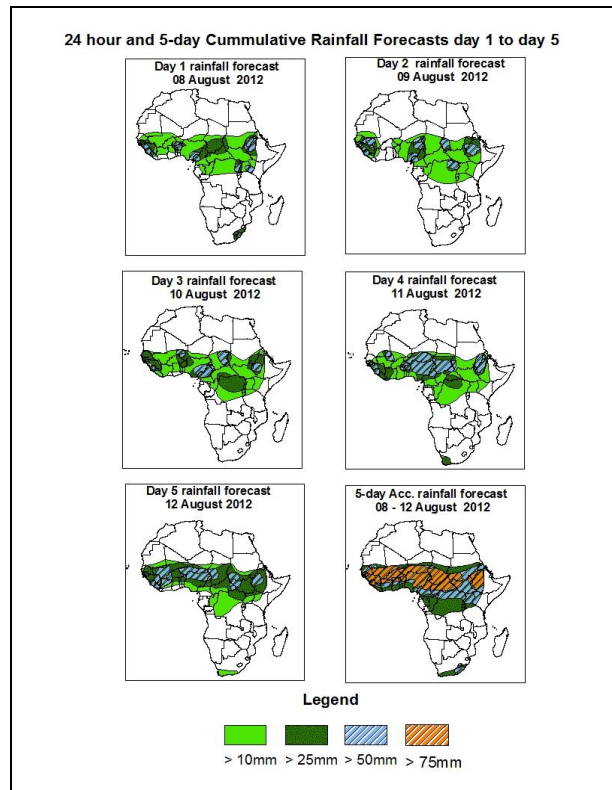 24 hour and 5-day Cummulative Rainfall Forecasts day 1 to day 5
Day 1 rainfall forecast
08 August 2012
Day 2 rainfall forecast
09 August 2012
Day 3 rainfall forecast
10 August 2012
Day 4 rainfall forecast
11 August 2012
Day 5 rainfall forecast
12 August 2012
5-day Acc. rainfall forecast
08 - 12 August 2012
Legend
> 10mm > 25mm > 50mm > 75mm